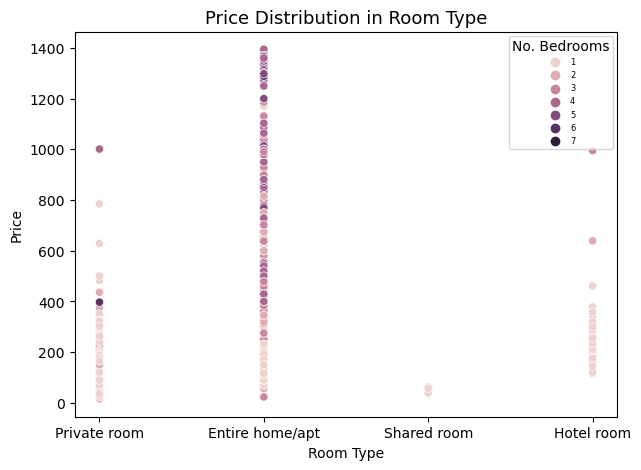 Price Distribution in Room Type
No. Bedrooms
1
2
3
4
5
6
7
1400
1200
1000
800
600
400
200
0
Price
Private room
Entire home/apt
Shared room
Hotel room
Room Type